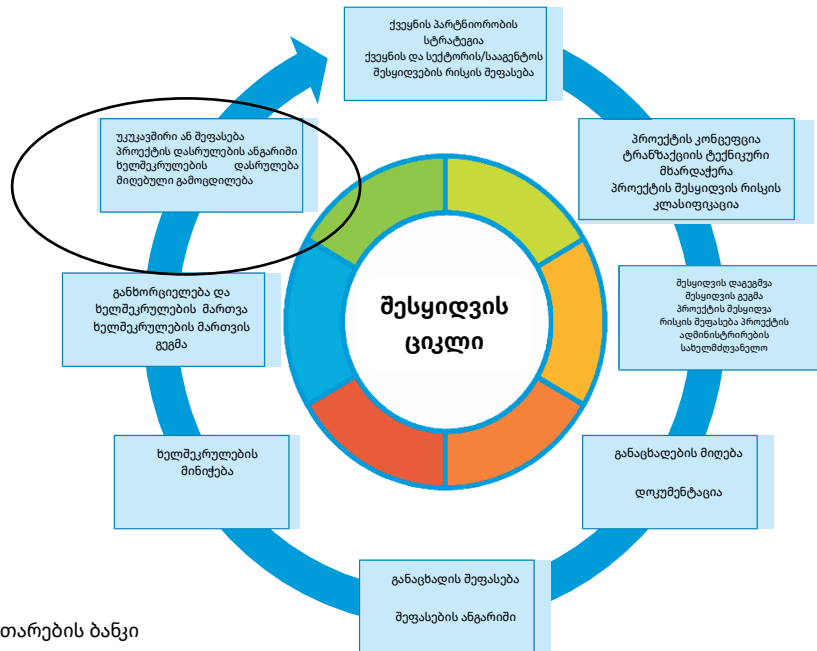 ქვეყნის პარტნიორობის
სტრატეგია
ქვეყნის და სექტორის/სააგენტოს
შესყიდვების რისკის შეფასება
პროექტის კონცეფცია
ტრანზაქციის ტექნიკური
მხარდაჭერა
პროექტის შესყიდვის რისკის
კლასიფიკაცია
შესყიდვის დაგეგმვა
შესყიდვის გეგმა
პროექტის შესყიდვა
რისკის შეფასება პროექტის
ადმინისტრირების
სახელმძღვანელო
განაცხადების მიღება
დოკუმენტაცია
განაცხადის შეფასება
შეფასების ანგარიში
ხელშეკრულების
მინიჭება
განხორციელება და
ხელშეკრულების მართვა
ხელშეკრულების მართვის
გეგმა
უკუკავშირი ან შეფასება
პროექტის დასრულების ანგარიში
ხელშეკრულების დასრულება
მიღებული გამოცდილება
შესყიდვის
ციკლი
თარების ბანკი